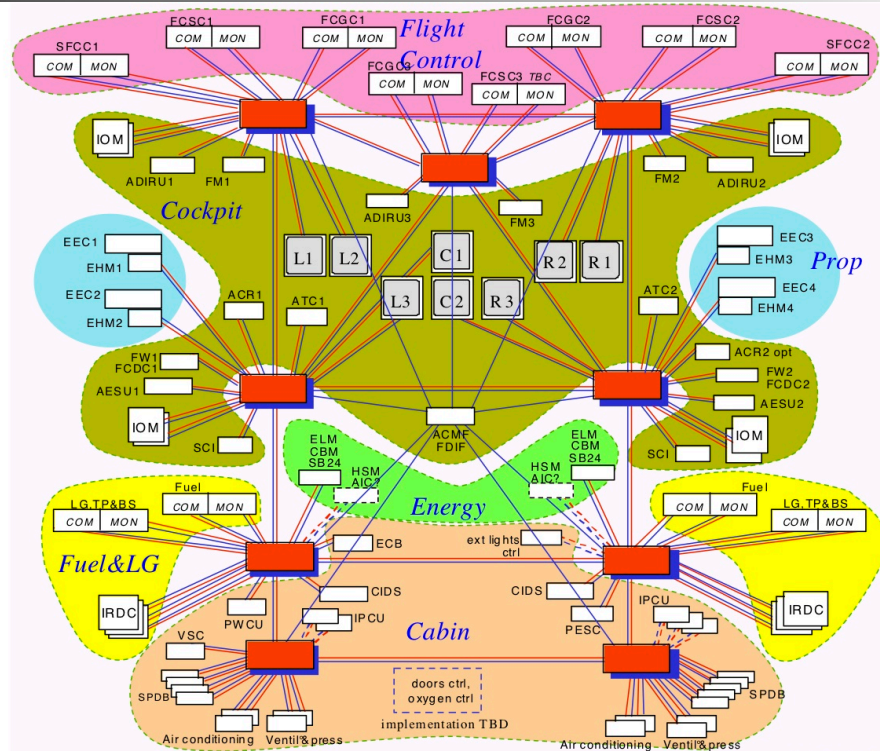 FCSC1
FCGC1
Flight
Control
FCGC2
FCSC2
SFCC1
COM MON
COM MON
COM MON
COM MON
SFCC2
COM MON
FCGC3
FCSC3 TBC
COM MON
COM MON
COM MON
COM MON
IOM
IOM
ADIRU1
FM1
FM2
ADIRU2
Cockpit
ADIRU3
FM3
EEC1
EHM1
L1
L2
C1
R2
R1
EEC3
EHM3
Prop
EEC2
EHM2
ACR1
ATC1
L3
C2
R3
ATC2
EEC4
EHM4
FW1
FCDC1
ACR2 opt
FW2
FCDC2
AESU1
AESU2
IOM
IOM
SCI
ACMF
FDIF
SCI
ELM
CBM
SB24
HSM
AIC?
Energy
HSM
AIC?
ELM
CBM
SB24
LG,TP&BS
Fuel
Fuel
LG,TP&BS
COM MON
COM MON
COM MON
COM MON
Fuel&LG
ECB
ext lights
ctrl
IRDC
CIDS
CIDS
IRDC
PWCU
IPCU
PESC
IPCU
VSC
Cabin
SPDB
doors ctrl,
oxygen ctrl
SPDB
implementation TBD
Air conditioning
Ventil&press
Air conditioning
Ventil&press